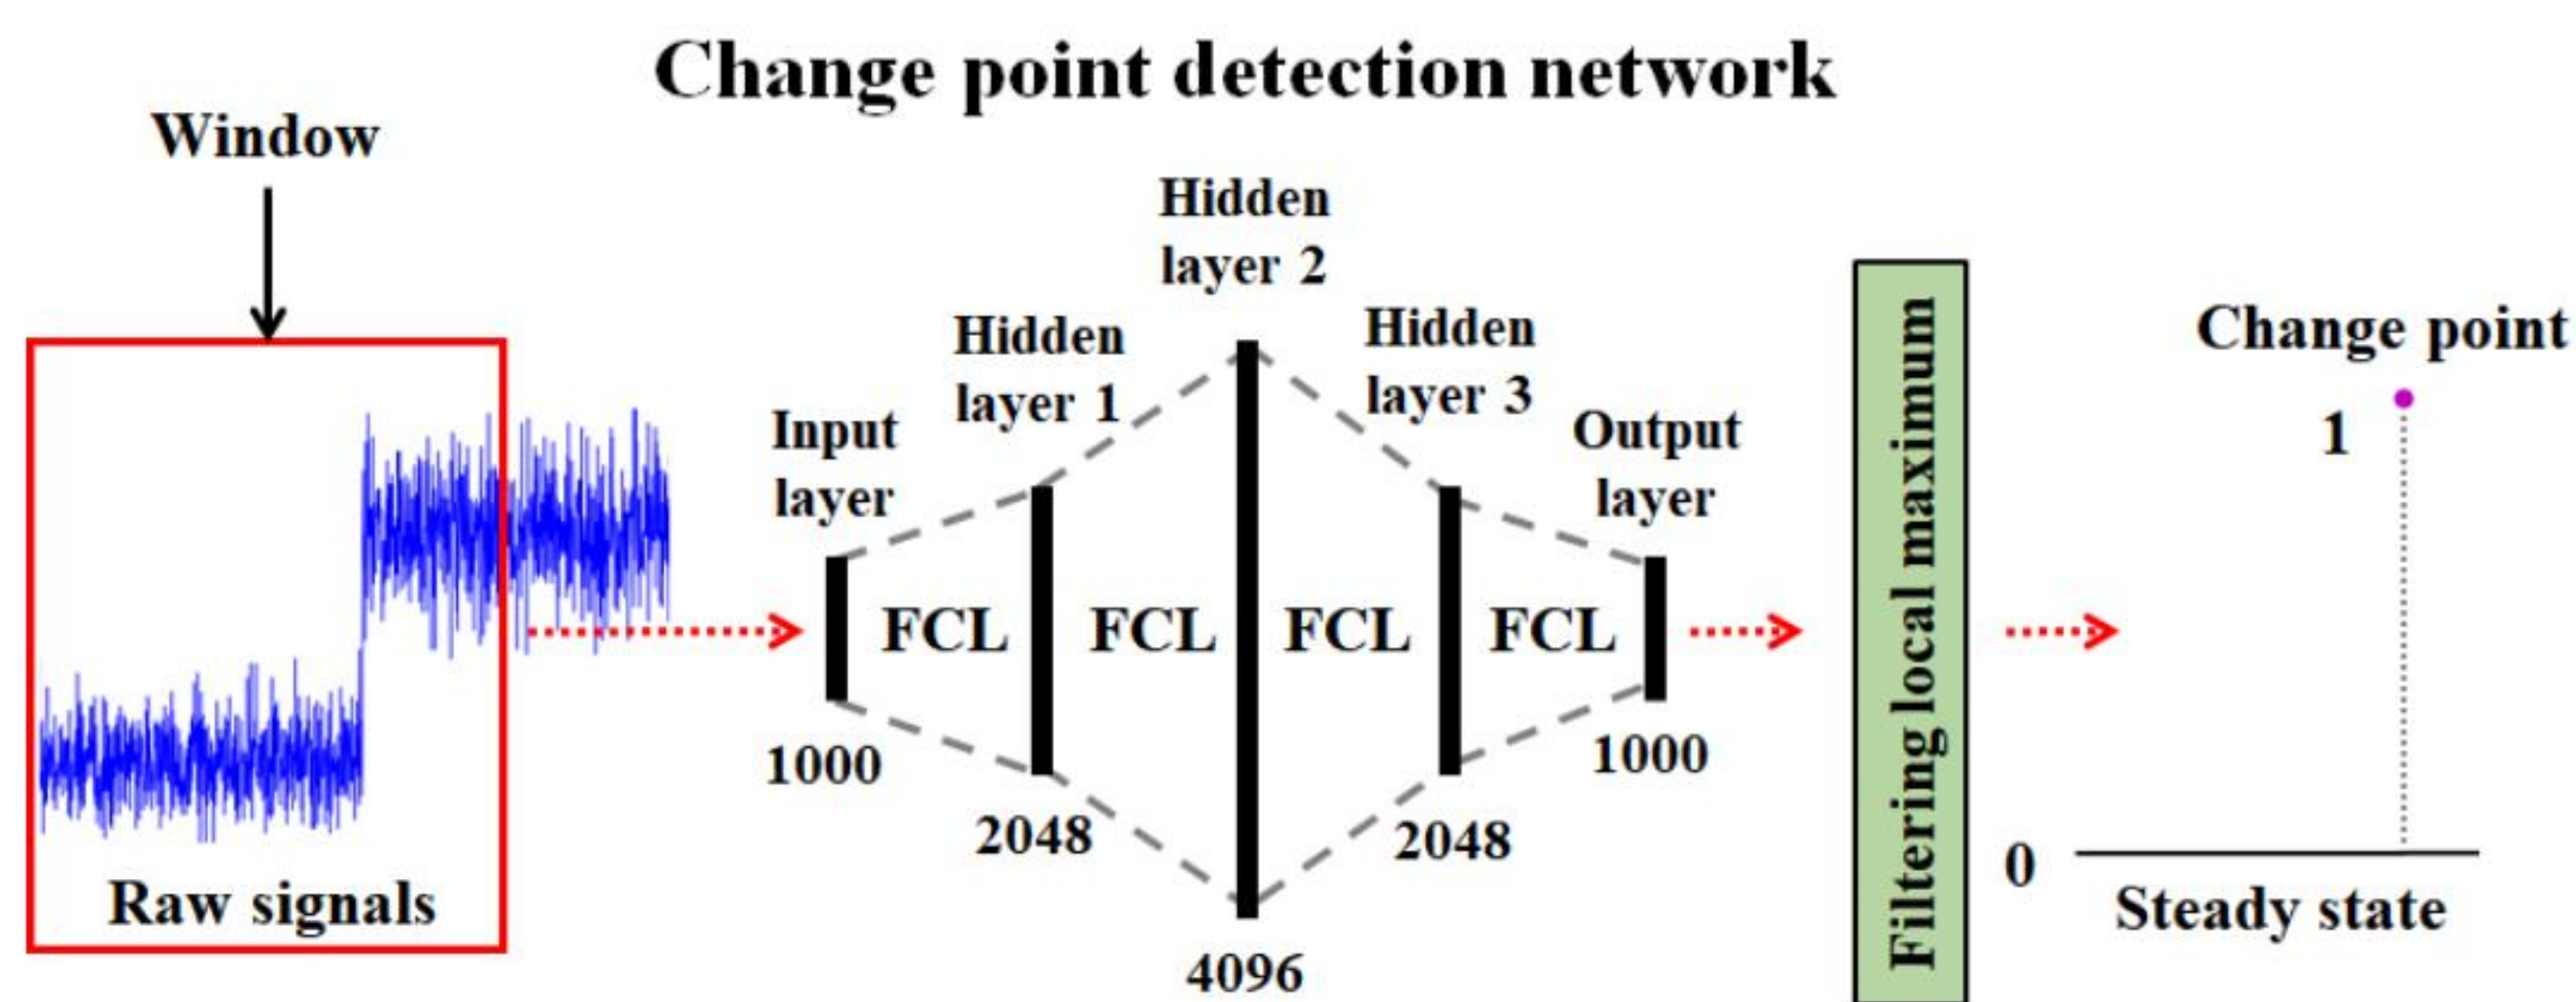 Change point detection network
Window
Raw signals
Input
layer
1000
Hidden
layer 1
2048
Hidden
layer 2
4096
Hidden
layer 3
2048
Output
layer
1000
FCL
FCL
FCL
FCL
Filtering local maximum
Change point
1
0
Steady state